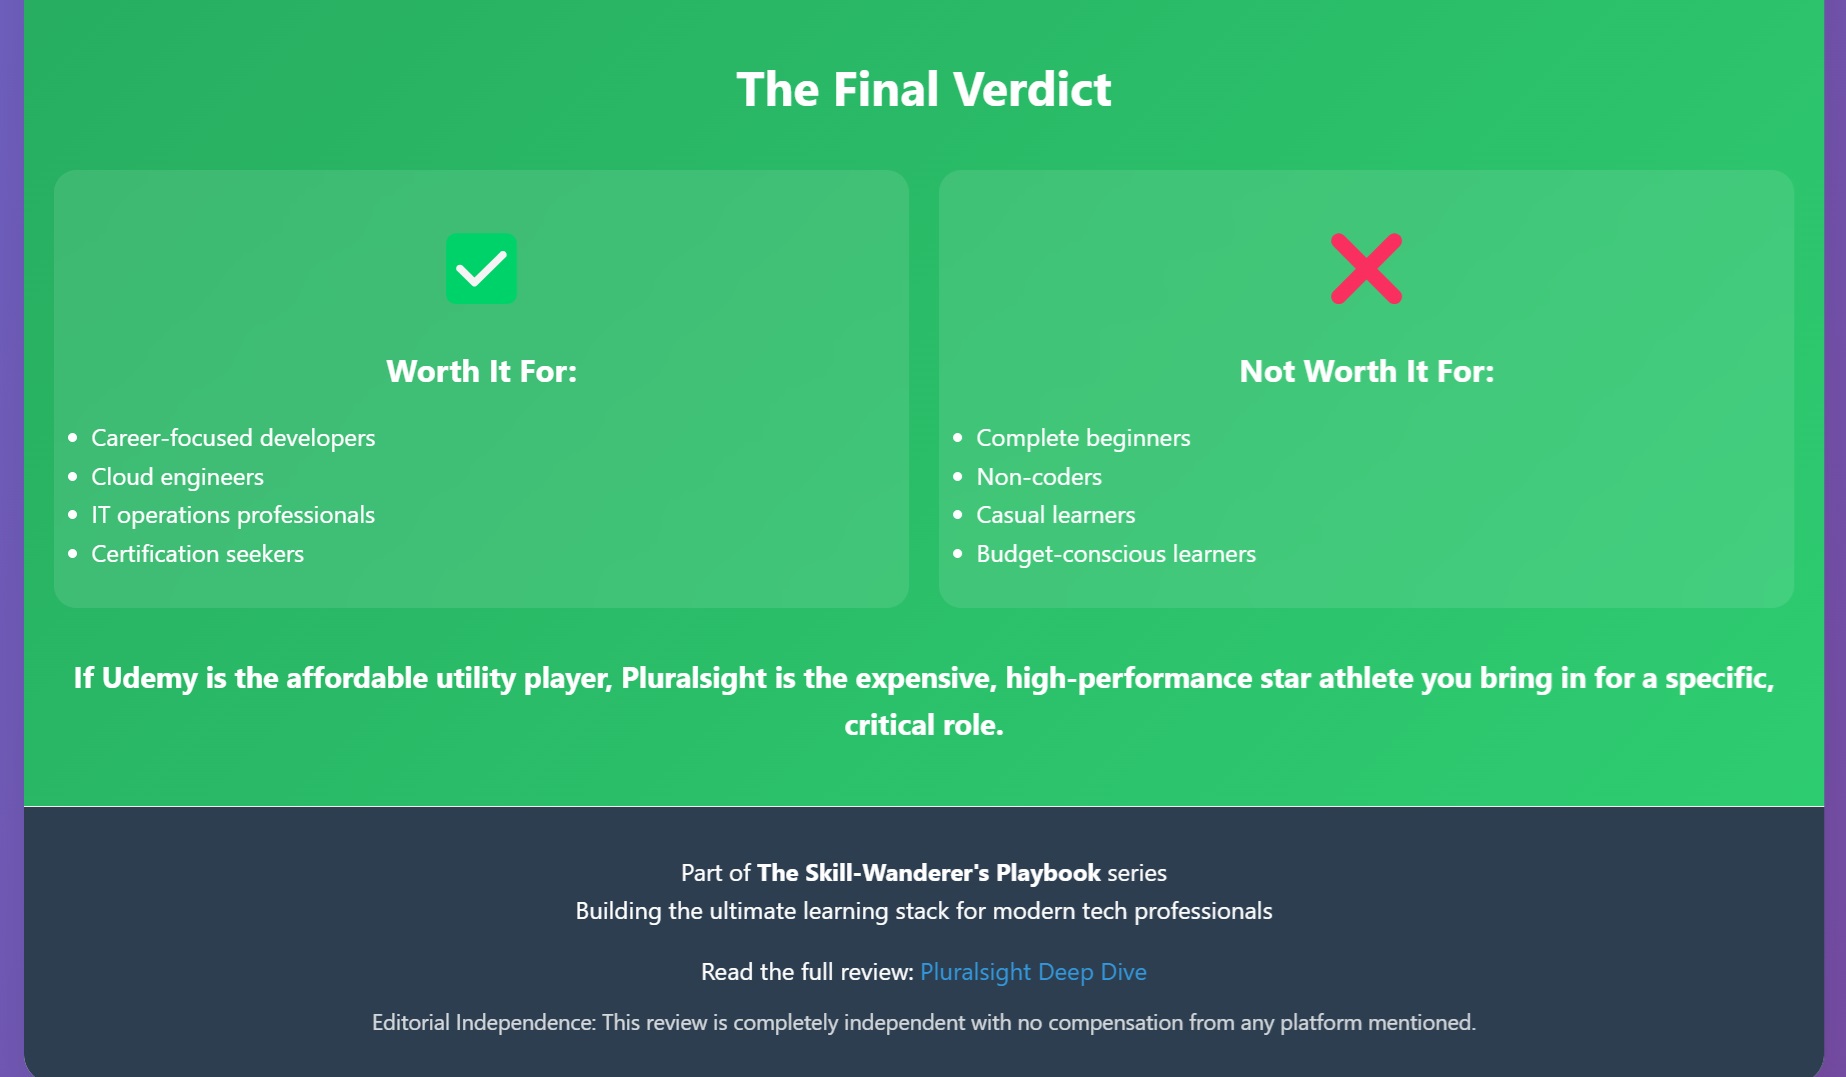 The Final Verdict
Worth It For:
Career-focused developers
Cloud engineers
IT operations professionals
Certification seekers
Not Worth It For:
Complete beginners
Non-coders
Casual learners
Budget-conscious learners
If Udemy is the affordable utility player, Pluralsight is the expensive, high-performance star athlete you bring in for a specific,
critical role.
Part of The Skill-Wanderer's Playbook series
Building the ultimate learning stack for modern tech professionals
Read the full review: Pluralsight Deep Dive
Editorial Independence: This review is completely independent with no compensation from any platform mentioned.